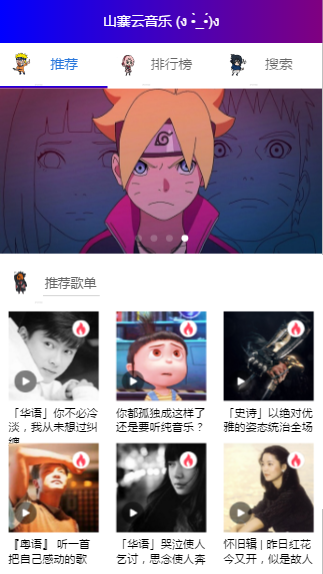 山寨云音乐 (ง •̀_•́)ง
推荐
排行榜
搜索
推荐歌单
「华语」你不必冷
淡，我从未想过纠
缠
你都孤独成这样了
还是要听纯音乐？
「史诗」以绝对优
雅的姿态统治全场
『粤语』 听一首
把自己感动的歌
「华语」哭泣使人
乞讨，思念使人奔
怀旧辑 | 昨日红花
今又开，似是故人